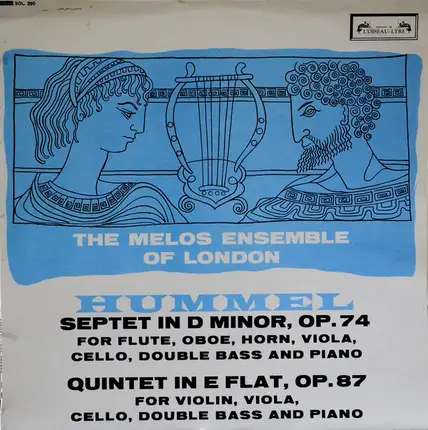 SOL. 290
L'OISEAU-LYRE
THE MELOS ENSEMBLE
OF LONDON
HUMMEL
SEPTET IN D MINOR, OP. 74
FOR FLUTE, OBOE, HORN, VIOLA,
CELLO, DOUBLE BASS AND PIANO
QUINTET IN E FLAT, OP. 87
FOR VIOLIN, VIOLA,
CELLO, DOUBLE BASS AND PIANO